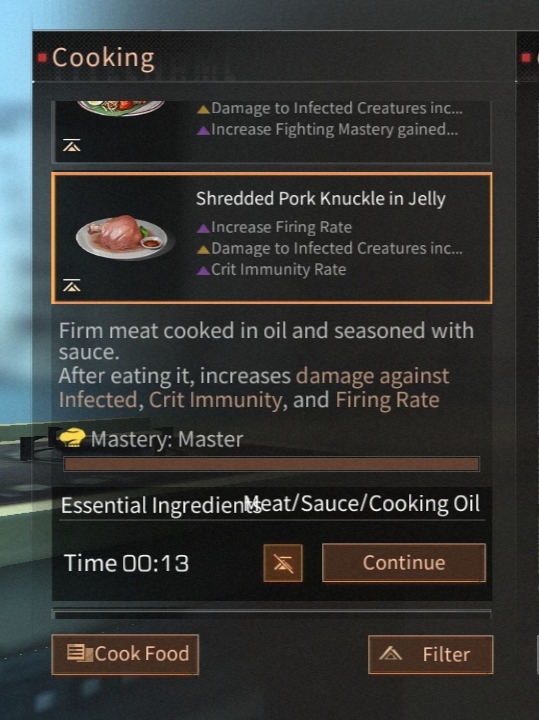 Cooking
Damage to Infected Creatures inc...
Increase Fighting Mastery gained...
Shredded Pork Knuckle in Jelly
Increase Firing Rate
Damage to Infected Creatures inc...
Crit Immunity Rate
Firm meat cooked in oil and seasoned with
sauce.
After eating it, increases damage against
Infected, Crit Immunity, and Firing Rate
Mastery: Master
Essential Ingredients Meat/Sauce/Cooking Oil
Time 00:13
Continue
Cook Food
Filter